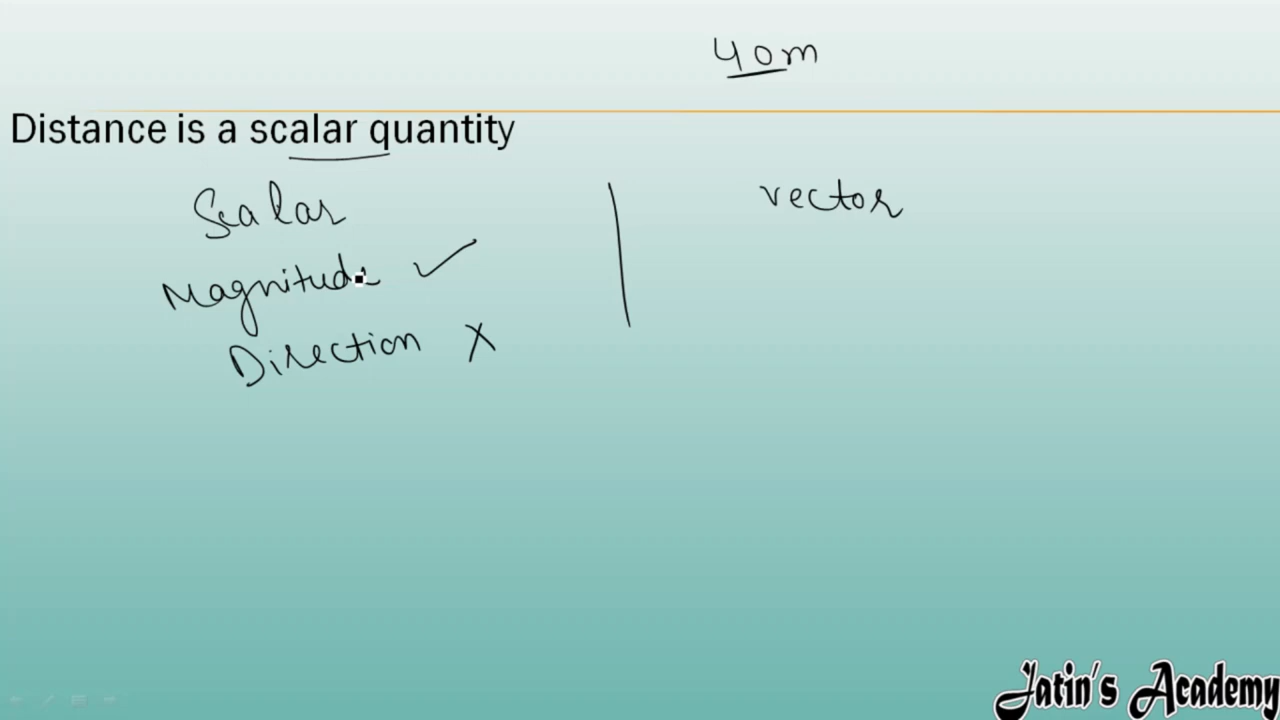 40m
Distance is a scalar quantity
Scalar
vector
Magnitude ✓
Direction X
Jatin's Academy